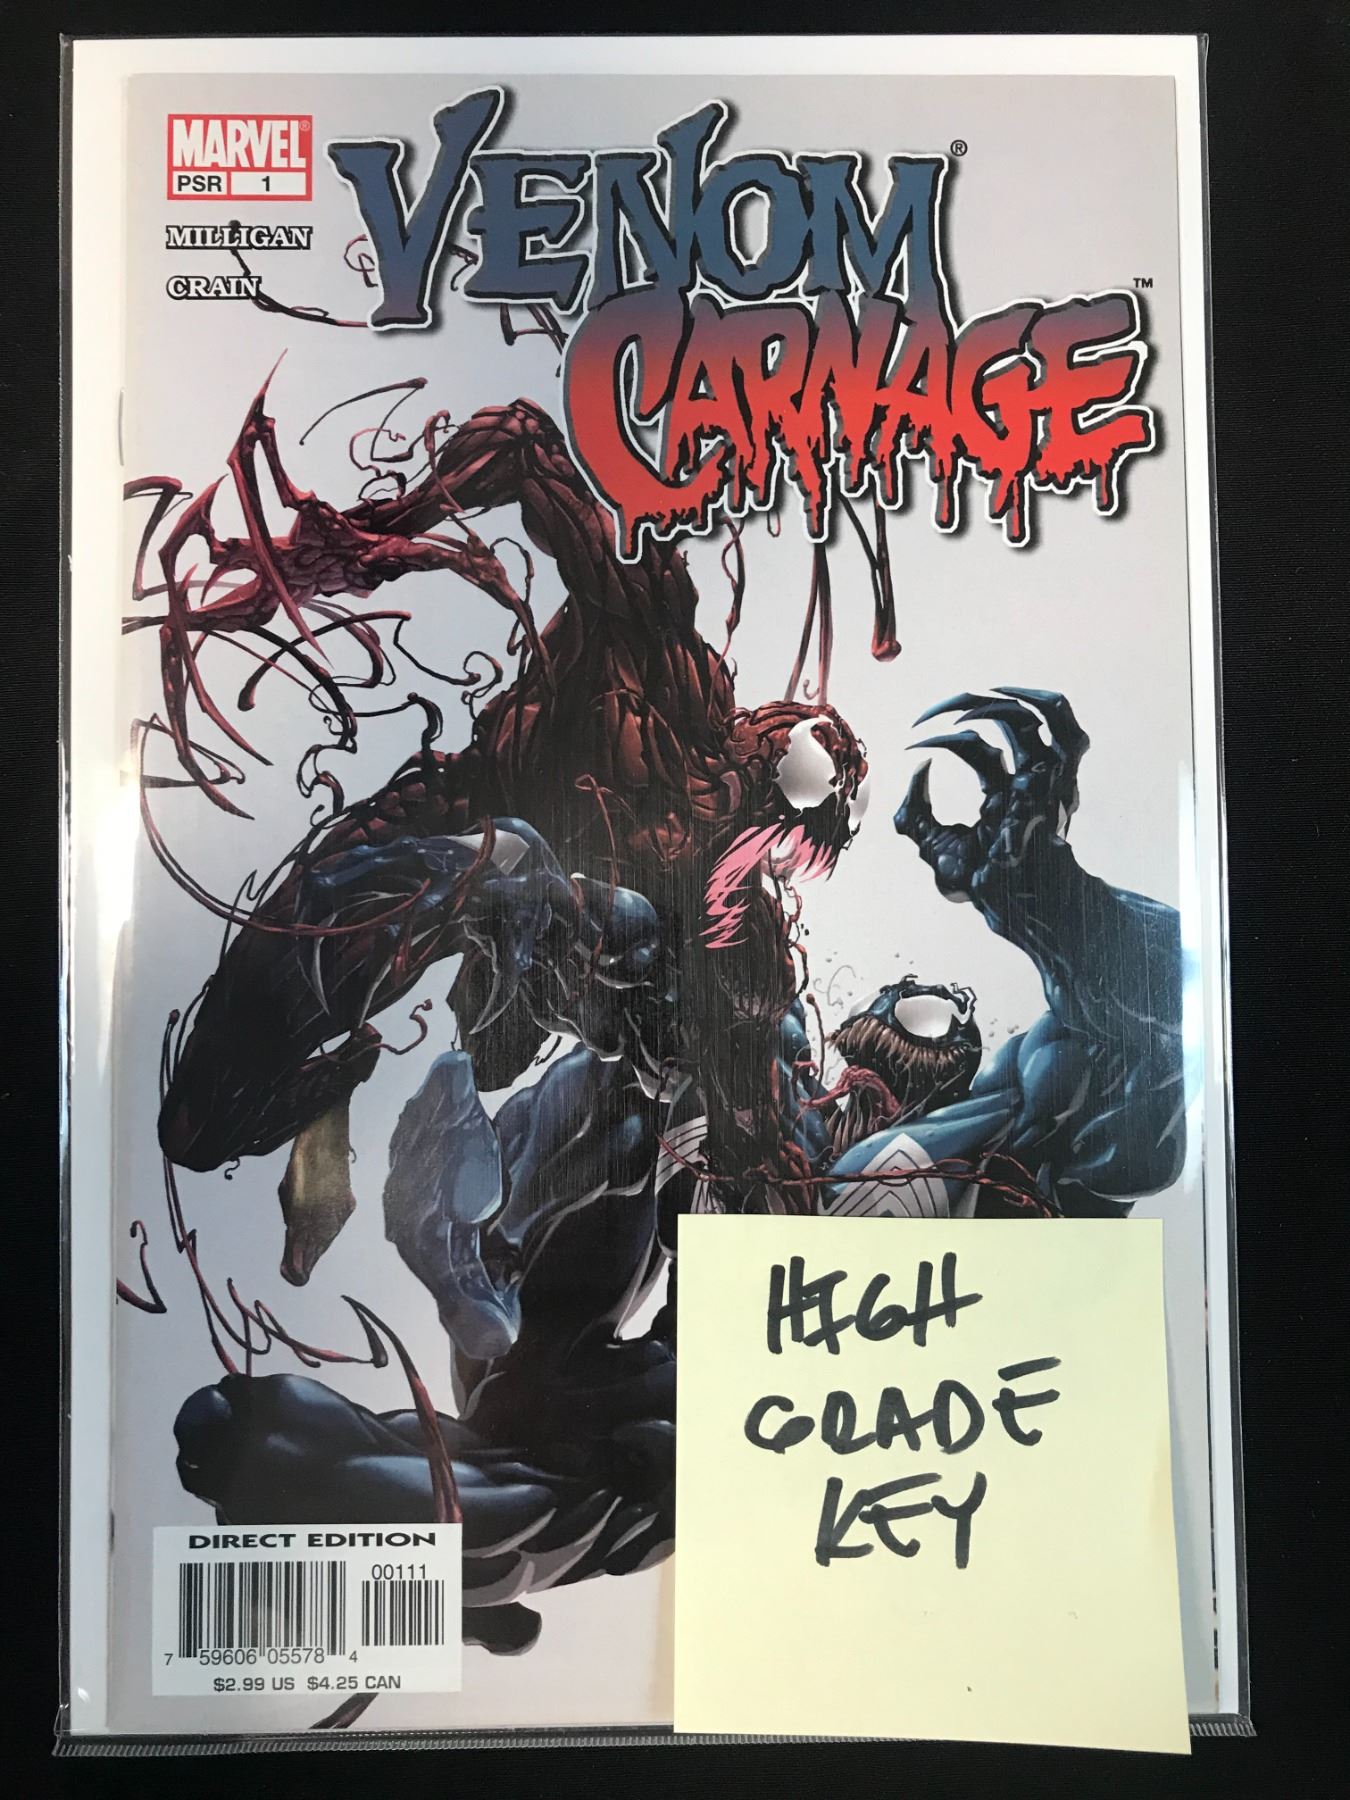 MARVEL®
PSR 1
MILLIGAN
CRAIN
VENOM®
CARNAGE™
HIGH
GRADE
KEY
DIRECT EDITION
00111
7 59606 05578 4
$2.99 US $4.25 CAN